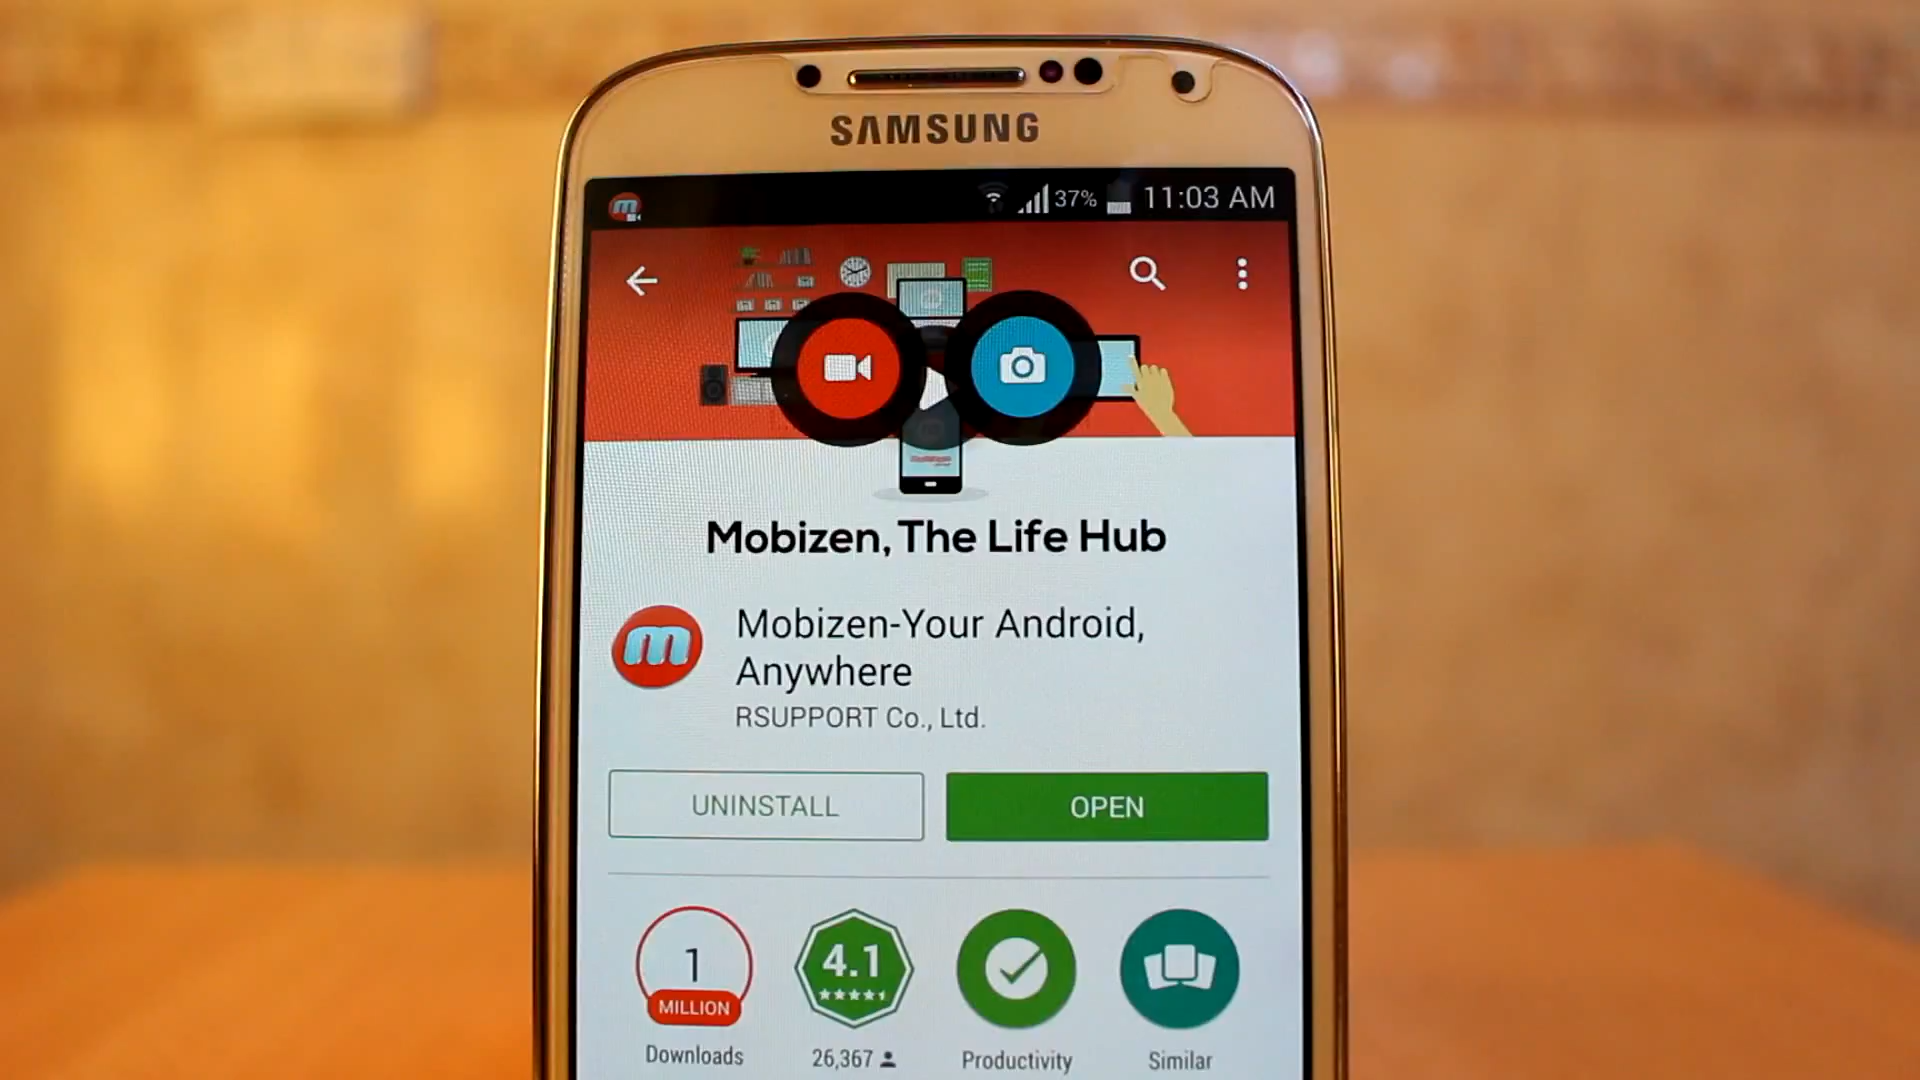 SAMSUNG
m
37% 11:03 AM
Mobizen, The Life Hub
m
Mobizen-Your Android,
Anywhere
RSUPPORT Co., Ltd.
UNINSTALL
OPEN
1
MILLION
4.1
Downloads
26,367
Productivity
Similar